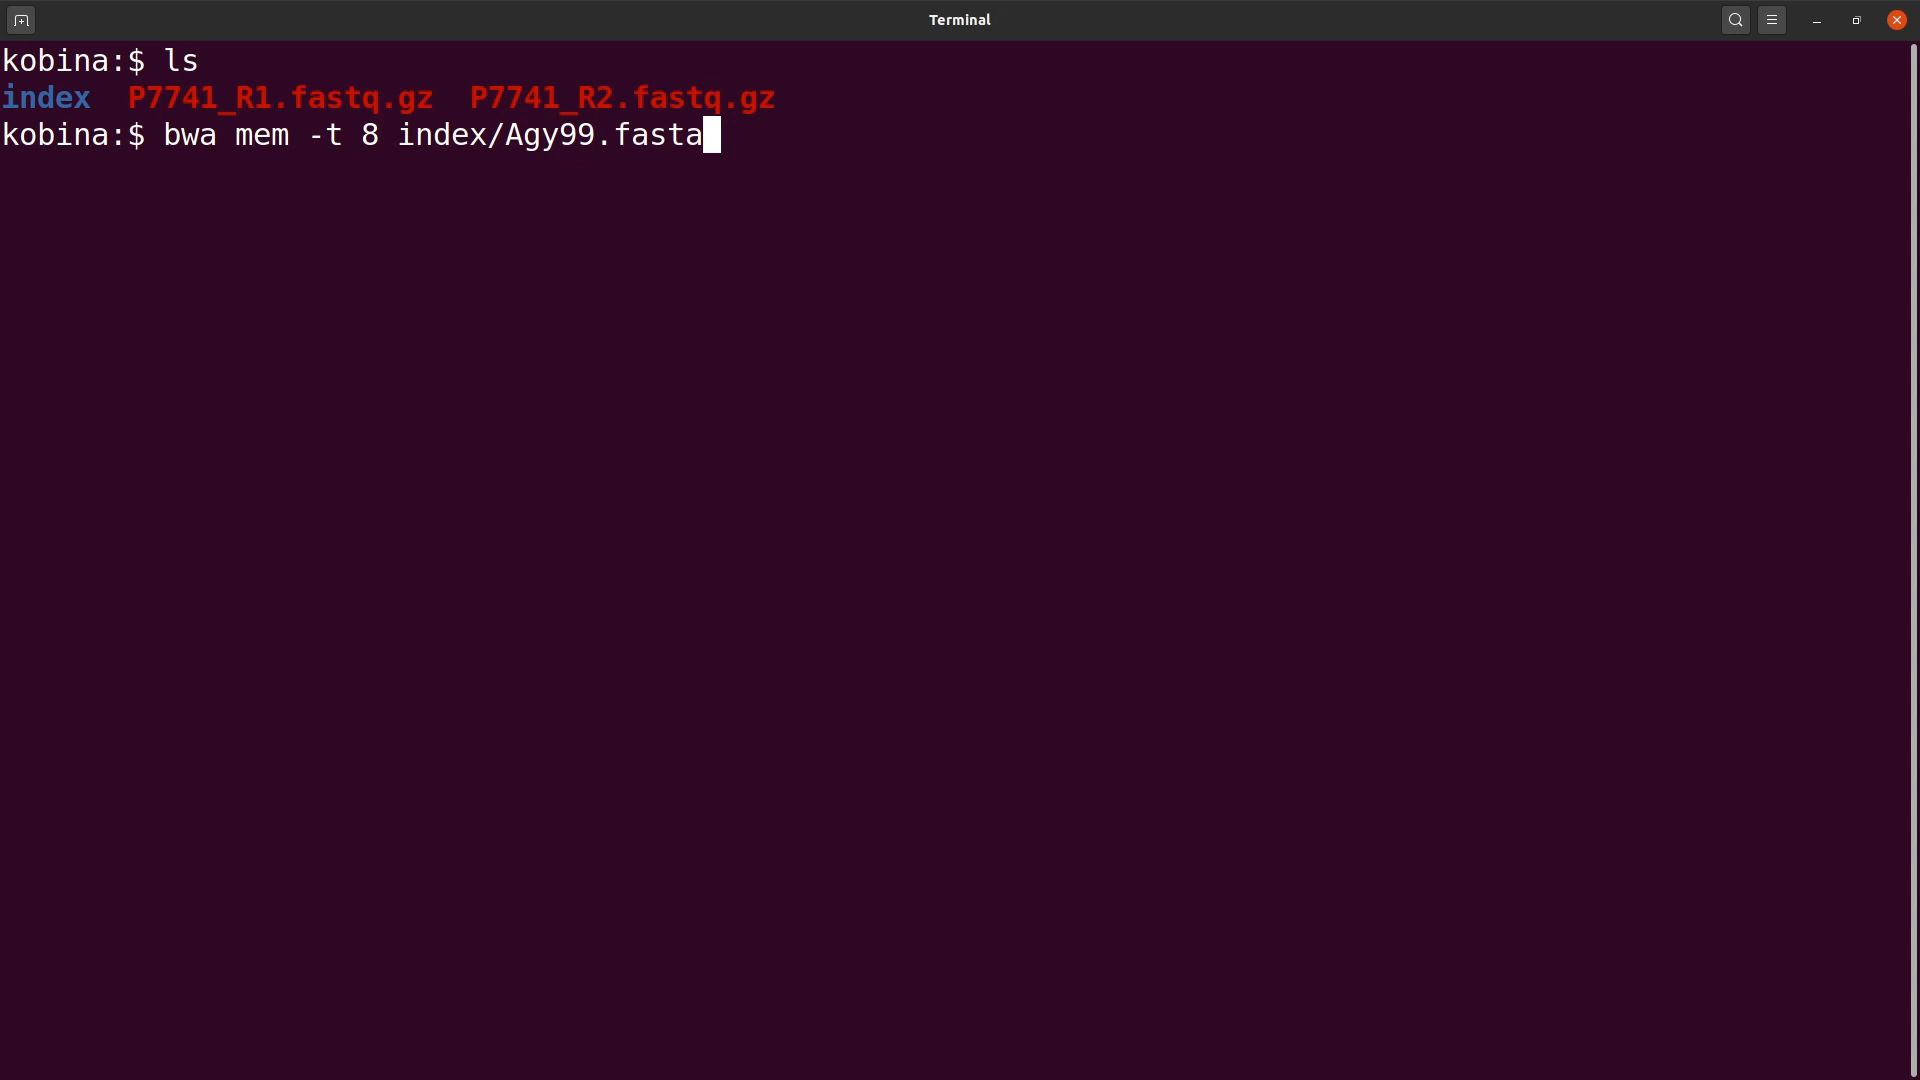 Terminal
kobina:$ ls
index  P7741_R1.fastq.gz  P7741_R2.fastq.gz
kobina:$ bwa mem -t 8 index/Agy99.fasta